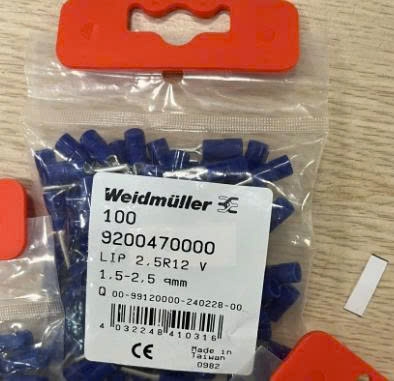 Weidmüller
100
9200470000
LIP 2,5R12 V
1,5-2,5 qmm
Q 00-99120000-240228-00
4 032248 410316
CE Made in
Taiwan
0982